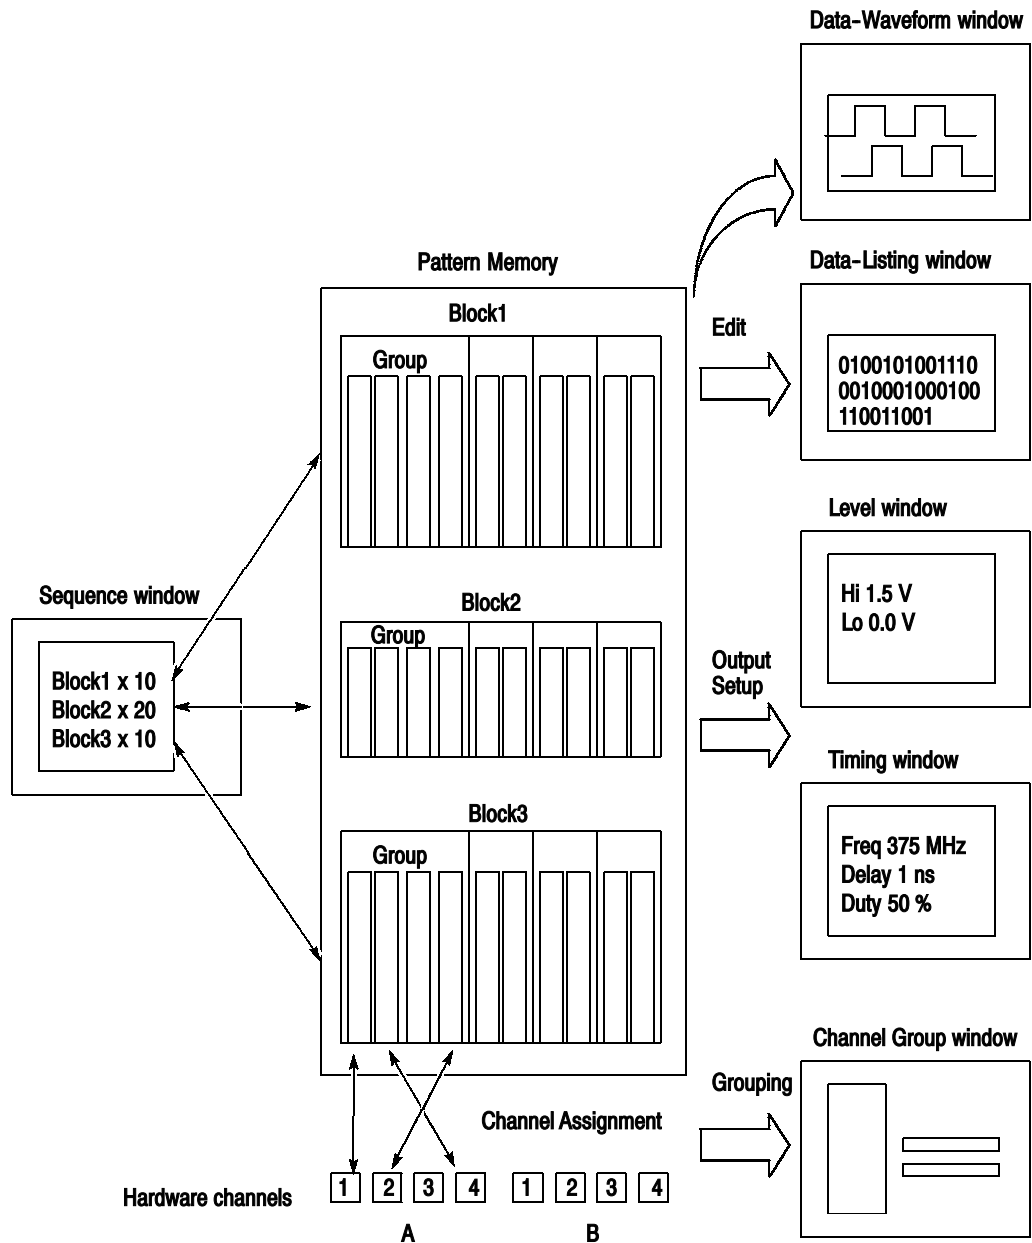 Data-Waveform window
Pattern Memory
Data-Listing window
Block1
Edit
Group
0100101001110
0010001000100
110011001
Level window
Hi 1.5 V
Lo 0.0 V
Sequence window
Block1 x 10
Block2 x 20
Block3 x 10
Block2
Group
Output
Setup
Timing window
Freq 375 MHz
Delay 1 ns
Duty 50 %
Block3
Group
Channel Group window
Grouping
Channel Assignment
Hardware channels
1 2 3 4 1 2 3 4
A B